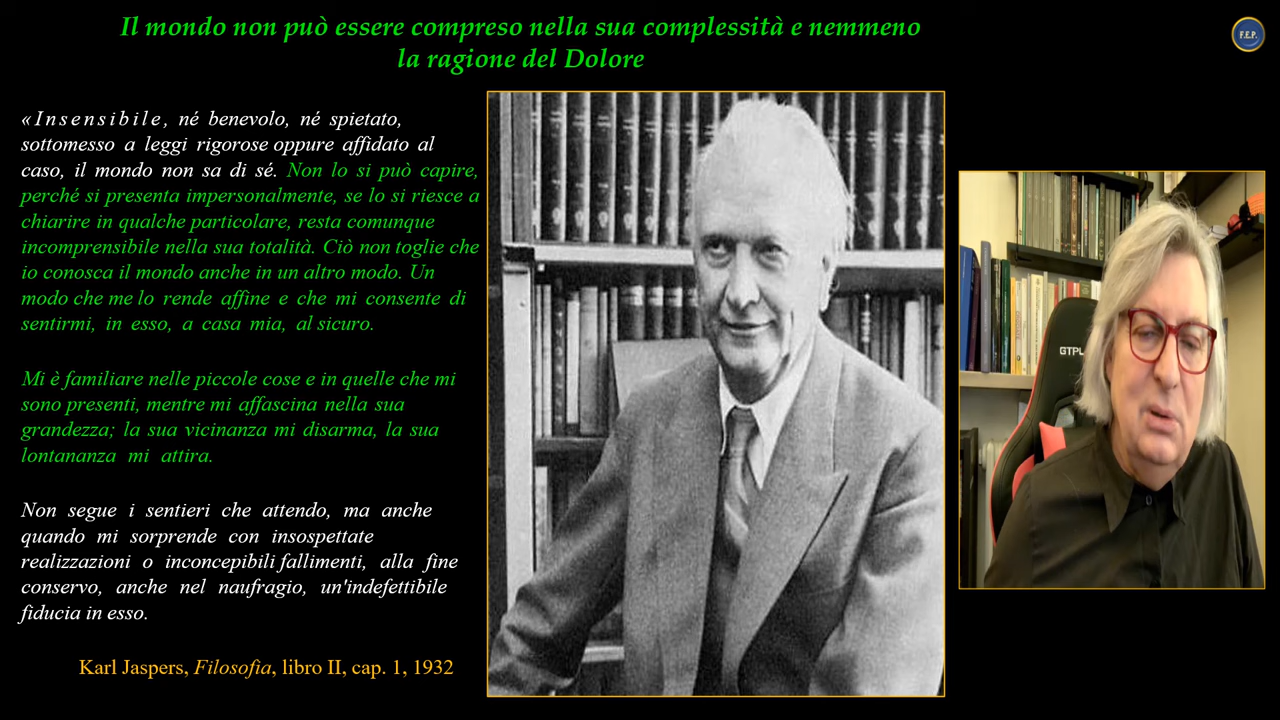 Il mondo non può essere compreso nella sua complessità e nemmeno
la ragione del Dolore
F.E.P.
«Insensibile, né benevolo, né spietato,
sottomesso a leggi rigorose oppure affidato al
caso, il mondo non sa di sé. Non lo si può capire,
perché si presenta impersonalmente, se lo si riesce a
chiarire in qualche particolare, resta comunque
incomprensibile nella sua totalità. Ciò non toglie che
io conosca il mondo anche in un altro modo. Un
modo che me lo rende affine e che mi consente di
sentirmi, in esso, a casa mia, al sicuro.
Mi è familiare nelle piccole cose e in quelle che mi
sono presenti, mentre mi affascina nella sua
grandezza; la sua vicinanza mi disarma, la sua
lontananza mi attira.
Non segue i sentieri che attendo, ma anche
quando mi sorprende con insospettate
realizzazioni o inconcepibili fallimenti, alla fine
conservo, anche nel naufragio, un'indefettibile
fiducia in esso.
Karl Jaspers, Filosofia, libro II, cap. 1, 1932
GTPL